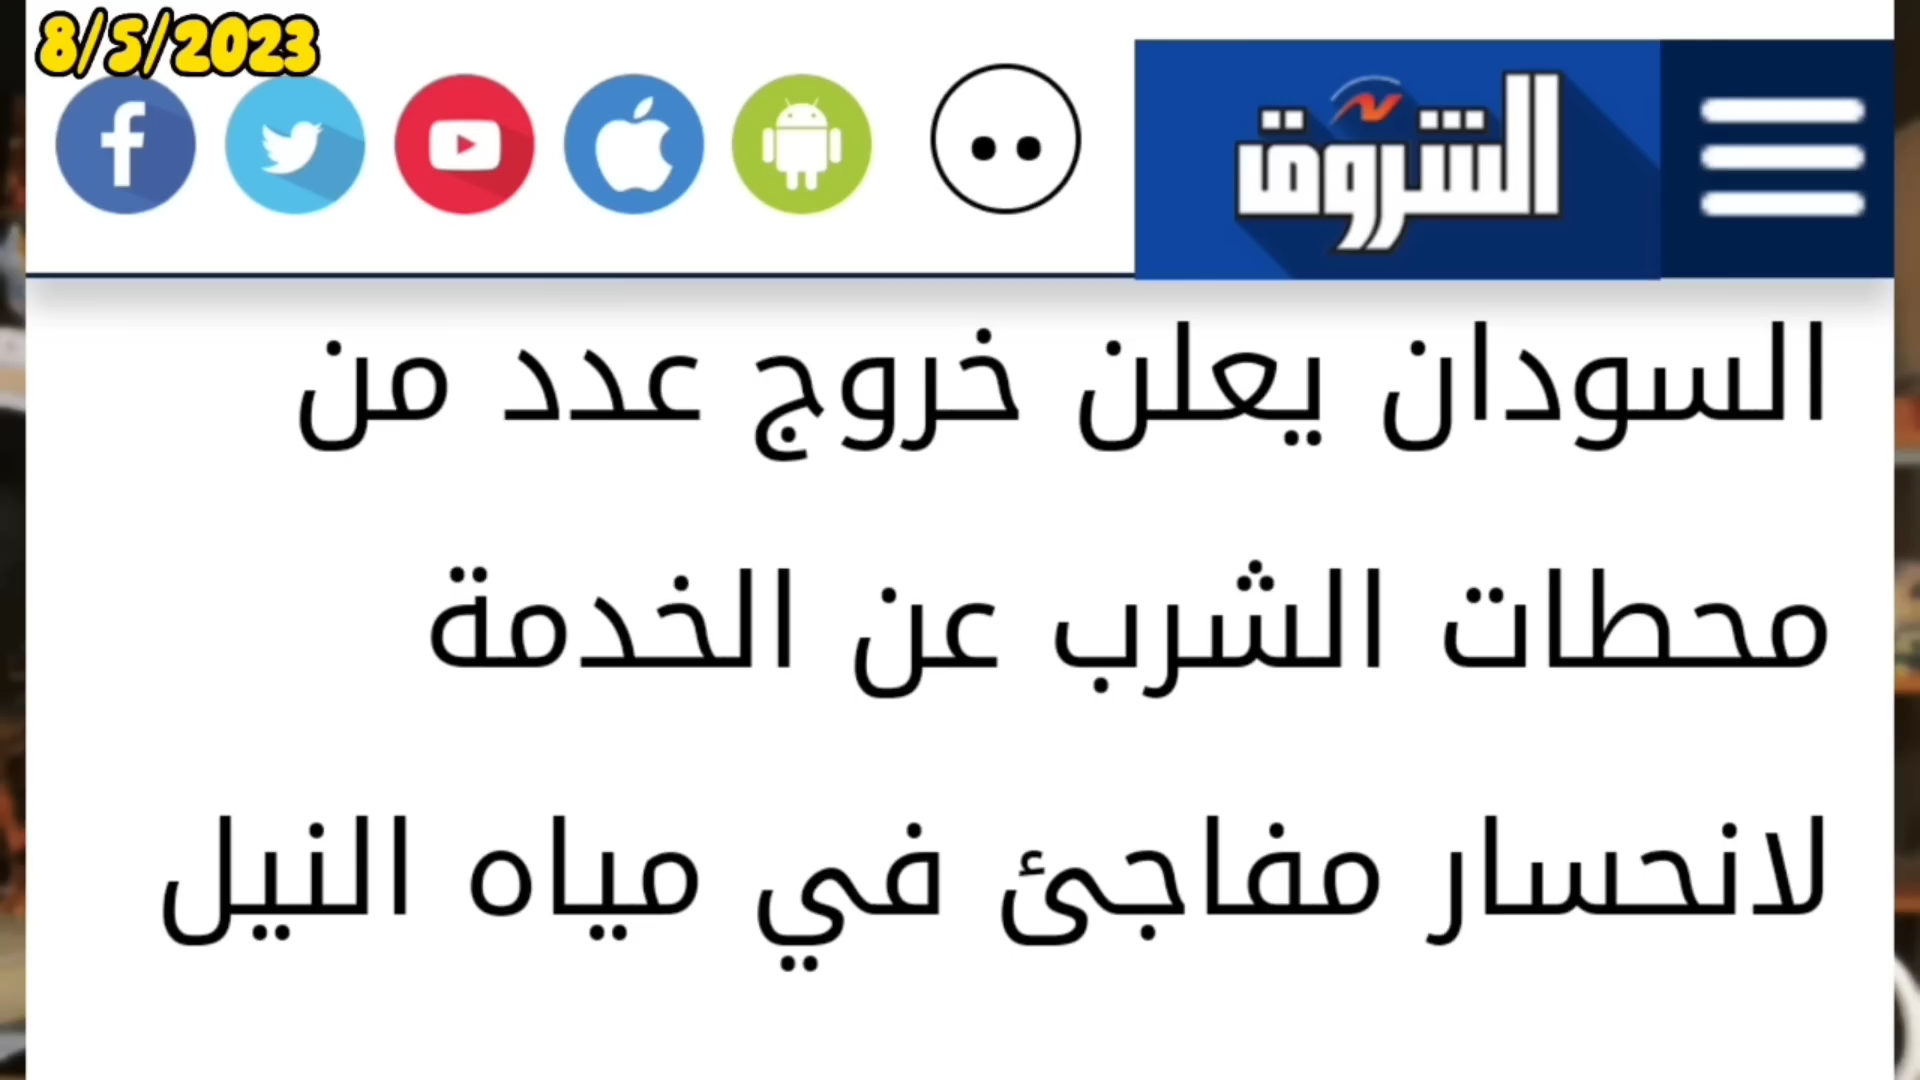 8/5/2023
الشروق
السودان يعلن خروج عدد من
محطات الشرب عن الخدمة
لانحسار مفاجئ في مياه النيل